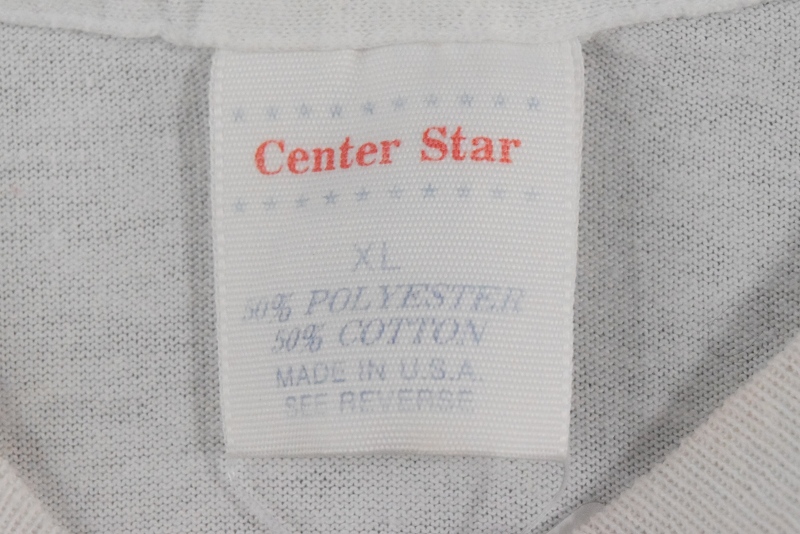 Center Star
XL
50% POLYESTER
50% COTTON
MADE IN U.S.A.
SEE REVERSE